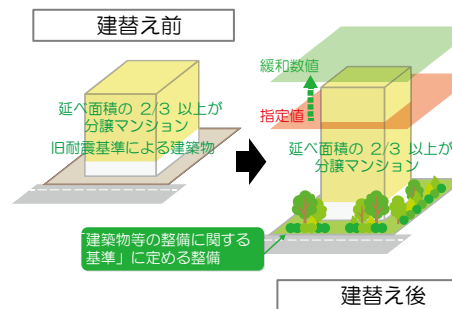 建替え前
延べ面積の 2/3 以上が
分譲マンション
旧耐震基準による建築物
緩和数値
指定値
延べ面積の 2/3 以上が
分譲マンション
建築物等の整備に関する
基準」に定める整備
建替え後